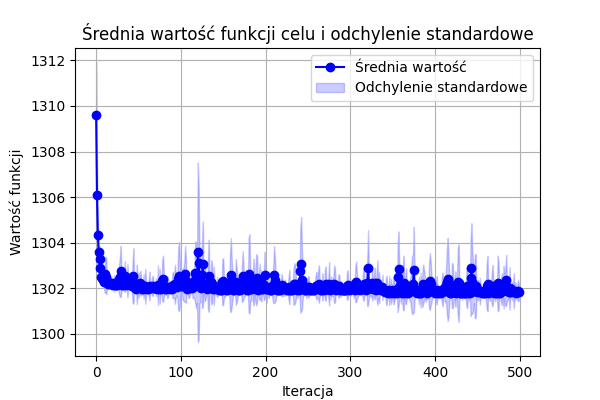 Średnia wartość funkcji celu i odchylenie standardowe
Średnia wartość
Odchylenie standardowe
Wartość funkcji
1312
1310
1308
1306
1304
1302
1300
0 100 200 300 400 500
Iteracja